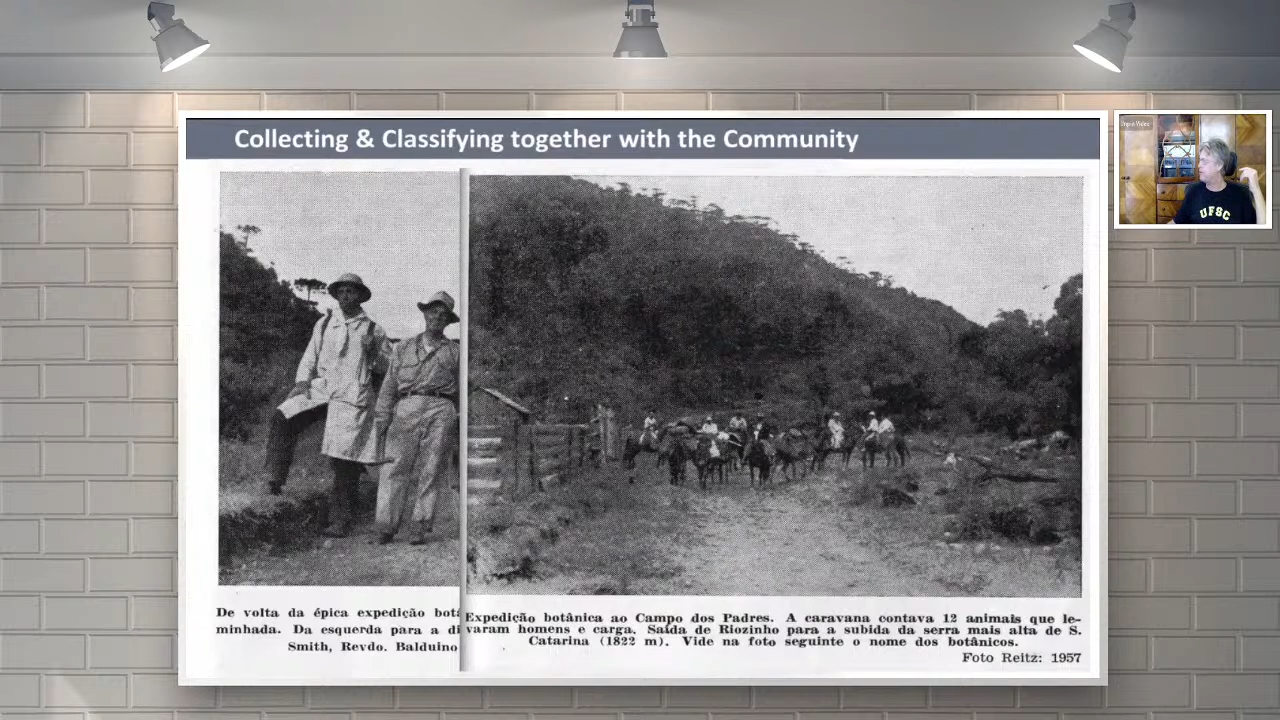 Collecting & Classifying together with the Community
UFSC
De volta da épica expedição bot
minhada. Da esquerda para a di
Smith, Revdo. Balduino
Expedição botânica ao Campo dos Padres. A caravana contava 12 animais que le-
varam homens e carga. Saída de Riozinho para a subida da serra mais alta de S.
Catarina (1822 m). Vide na foto seguinte o nome dos botânicos.
Foto Reitz: 1957